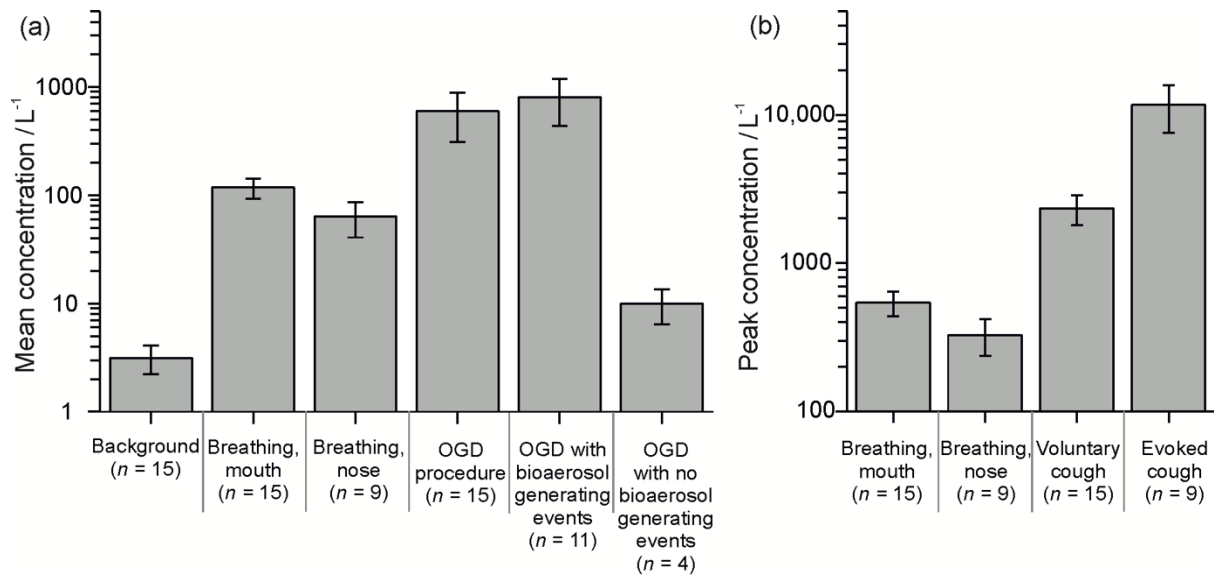 (a)
Mean concentration / L⁻¹
1000
100
10
1
Background
(n = 15)
Breathing,
mouth
(n = 15)
Breathing,
nose
(n = 9)
OGD
procedure
(n = 15)
OGD with
bioaerosol
generating
events
(n = 11)
OGD
with no
bioaerosol
generating
events
(n = 4)
(b)
Peak concentration / L⁻¹
10,000
1000
100
Breathing,
mouth
(n = 15)
Breathing,
nose
(n = 9)
Voluntary
cough
(n = 15)
Evoked
cough
(n = 9)